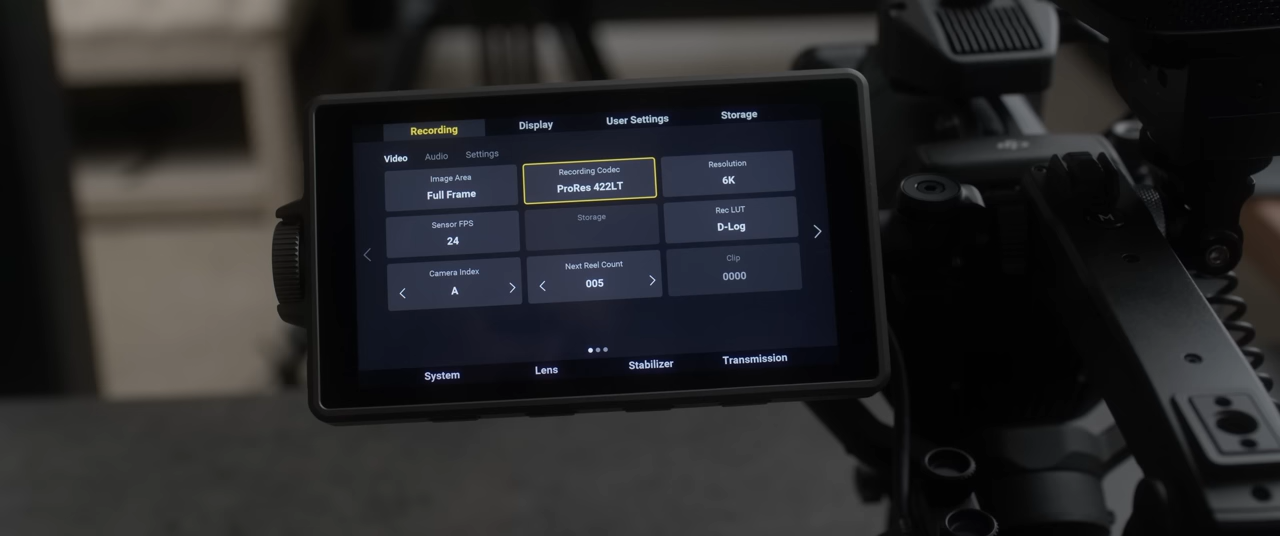 Recording Display User Settings Storage
Video Audio Settings
Image Area
Full Frame
Recording Codec
ProRes 422LT
Resolution
6K
Sensor FPS
24
Storage
Rec LUT
D-Log
Camera Index
A
Next Reel Count
005
Clip
0000
System Lens Stabilizer Transmission
dji
M